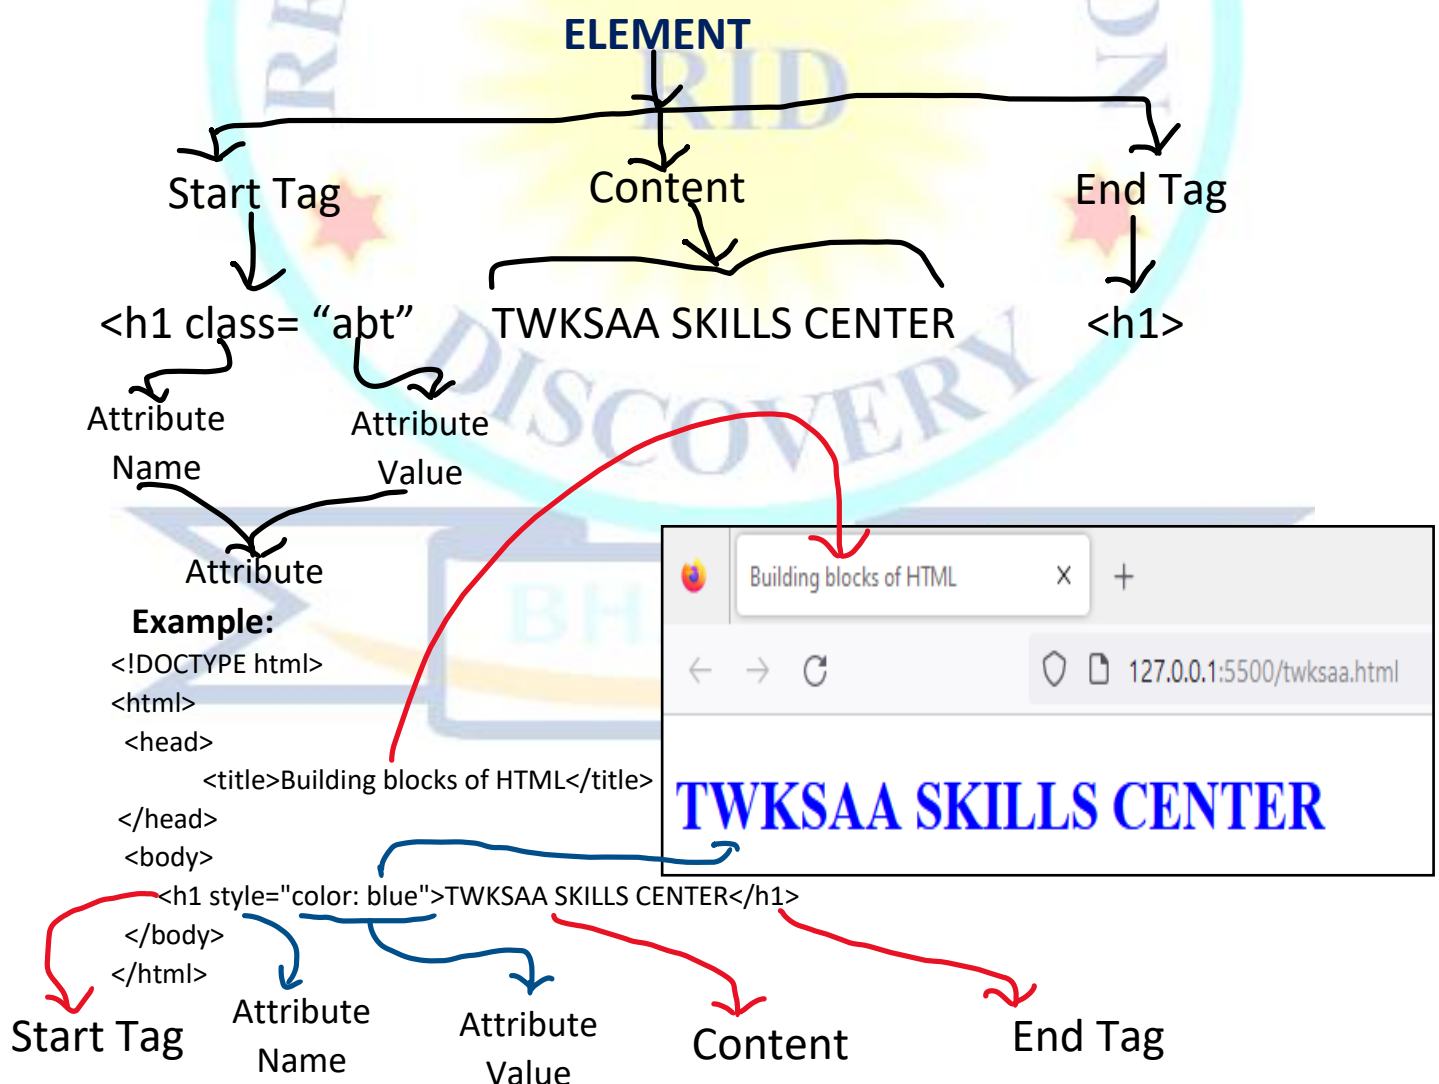 ELEMENT
RID
Start Tag
Content
End Tag
<h1 class= “abt”
TWKSAA SKILLS CENTER
<h1>
DISCOVERY
Attribute
Name
Attribute
Value
Attribute
BH
Example:
<!DOCTYPE html>
<html>
<head>
<title>Building blocks of HTML</title>
</head>
<body>
<h1 style="color: blue">TWKSAA SKILLS CENTER</h1>
</body>
</html>
Building blocks of HTML
127.0.0.1:5500/twksaa.html
TWKSAA SKILLS CENTER
Start Tag
Attribute
Name
Attribute
Value
Content
End Tag